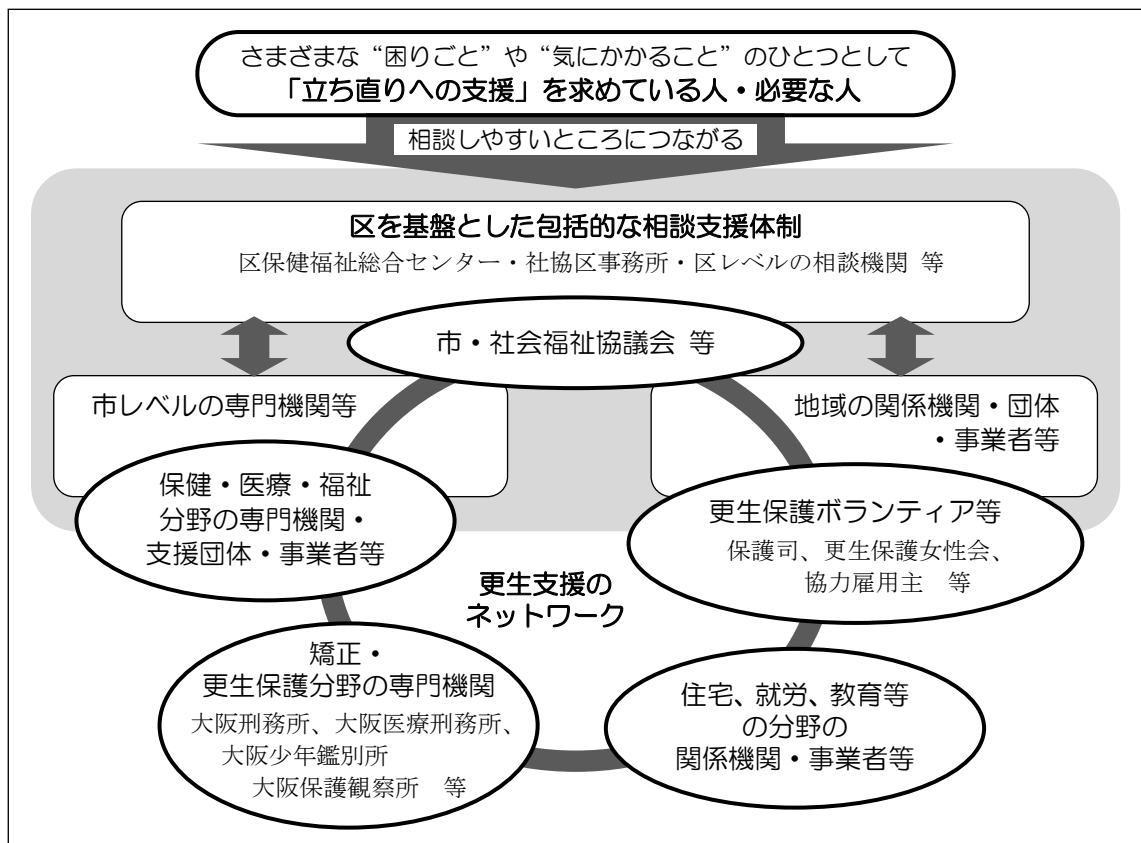 さまざまな“困りごと”や“気にかかること”のひとつとして
「立ち直りへの支援」を求めている人・必要な人
相談しやすいところにつながる
区を基盤とした包括的な相談支援体制
区保健福祉総合センター・社協区事務所・区レベルの相談機関 等
市・社会福祉協議会 等
市レベルの専門機関等
地域の関係機関・団体
・事業者等
保健・医療・福祉
分野の専門機関・
支援団体・事業者等
更生保護ボランティア等
保護司、更生保護女性会、
協力雇用主 等
更生支援の
ネットワーク
矯正・
更生保護分野の専門機関
大阪刑務所、大阪医療刑務所、
大阪少年鑑別所
大阪保護観察所 等
住宅、就労、教育等
の分野の
関係機関・事業者等